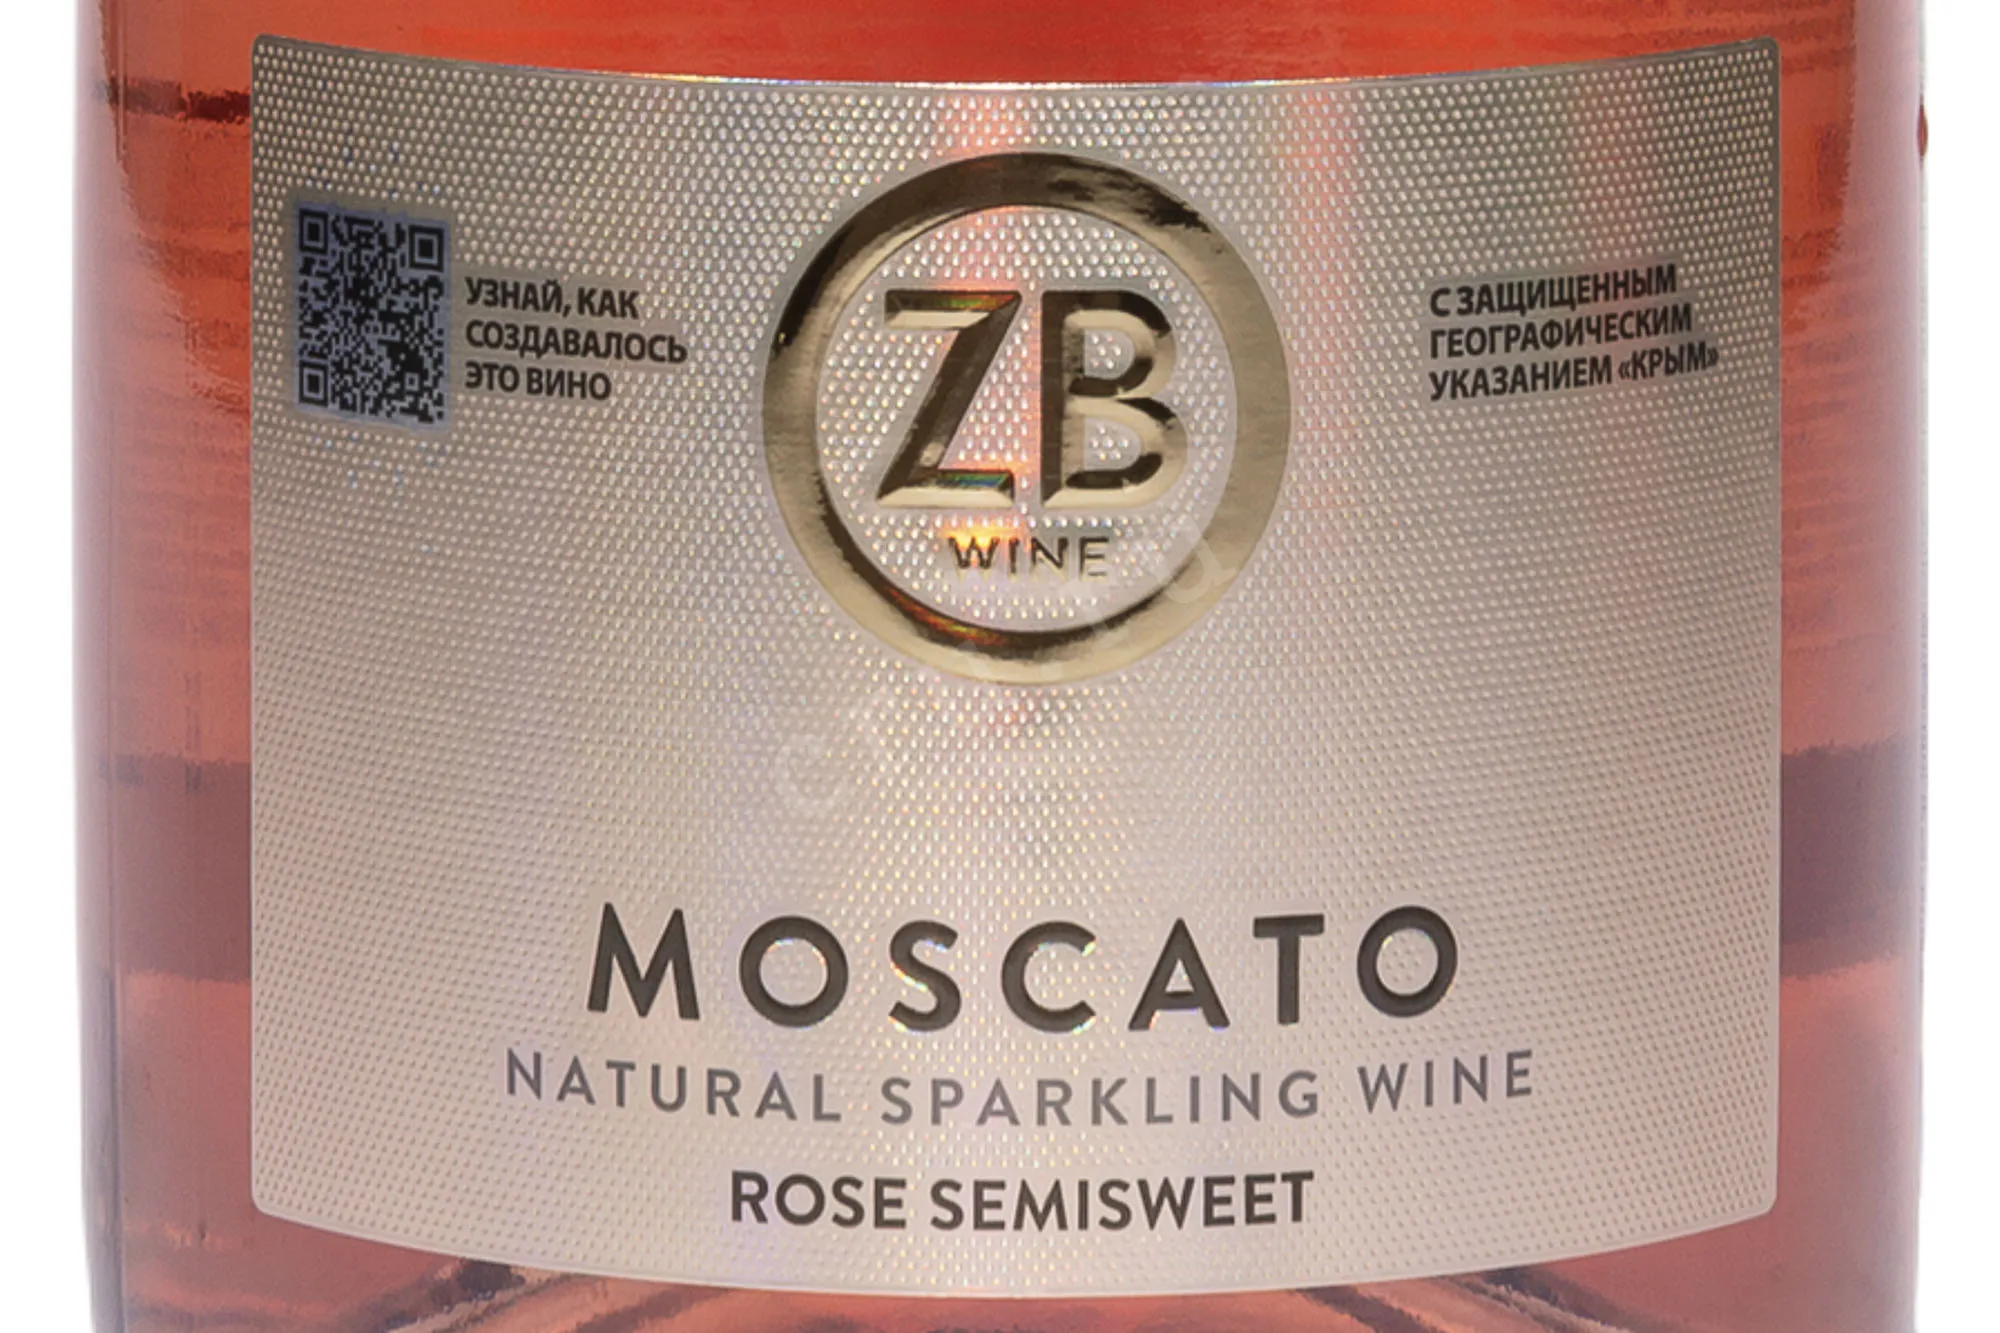 УЗНАЙ, КАК
СОЗДАВАЛОСЬ
ЭТО ВИНО
ZB
WINE
С ЗАЩИЩЕННЫМ
ГЕОГРАФИЧЕСКИМ
УКАЗАНИЕМ «КРЫМ»
MOSCATO
NATURAL SPARKLING WINE
ROSE SEMISWEET